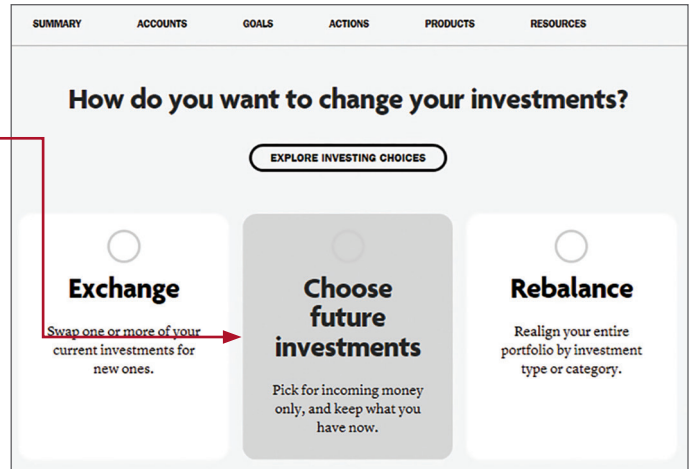 SUMMARY ACCOUNTS GOALS ACTIONS PRODUCTS RESOURCES
How do you want to change your investments?
EXPLORE INVESTING CHOICES
Exchange
Swap one or more of your
current investments for
new ones.
Choose
future
investments
Pick for incoming money
only, and keep what you
have now.
Rebalance
Realign your entire
portfolio by investment
type or category.